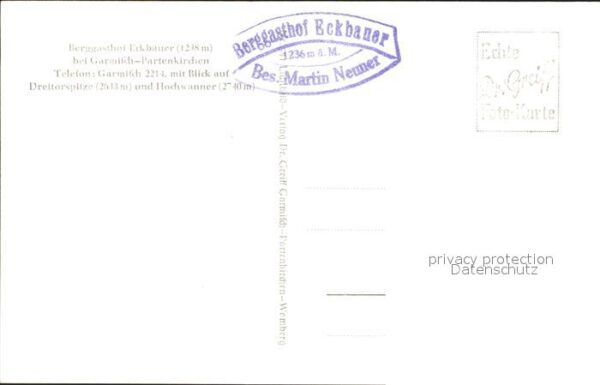 Berggasthof Eckbauer (1238 m)
bei Garmisch-Partenkirchen
Telefon: Garmisch 2214, mit Blick auf
Dreitorspitze (2633 m) und Hochwanner (2740 m)
Berggasthof Eckbauer
1236 m ü. M.
Bes. Martin Neuner
Echte
Dr. Greiff
Foto-Karte
Verlag Dr. Greiff Garmisch-Partenkirchen-Wamberg
privacy protection
Datenschutz